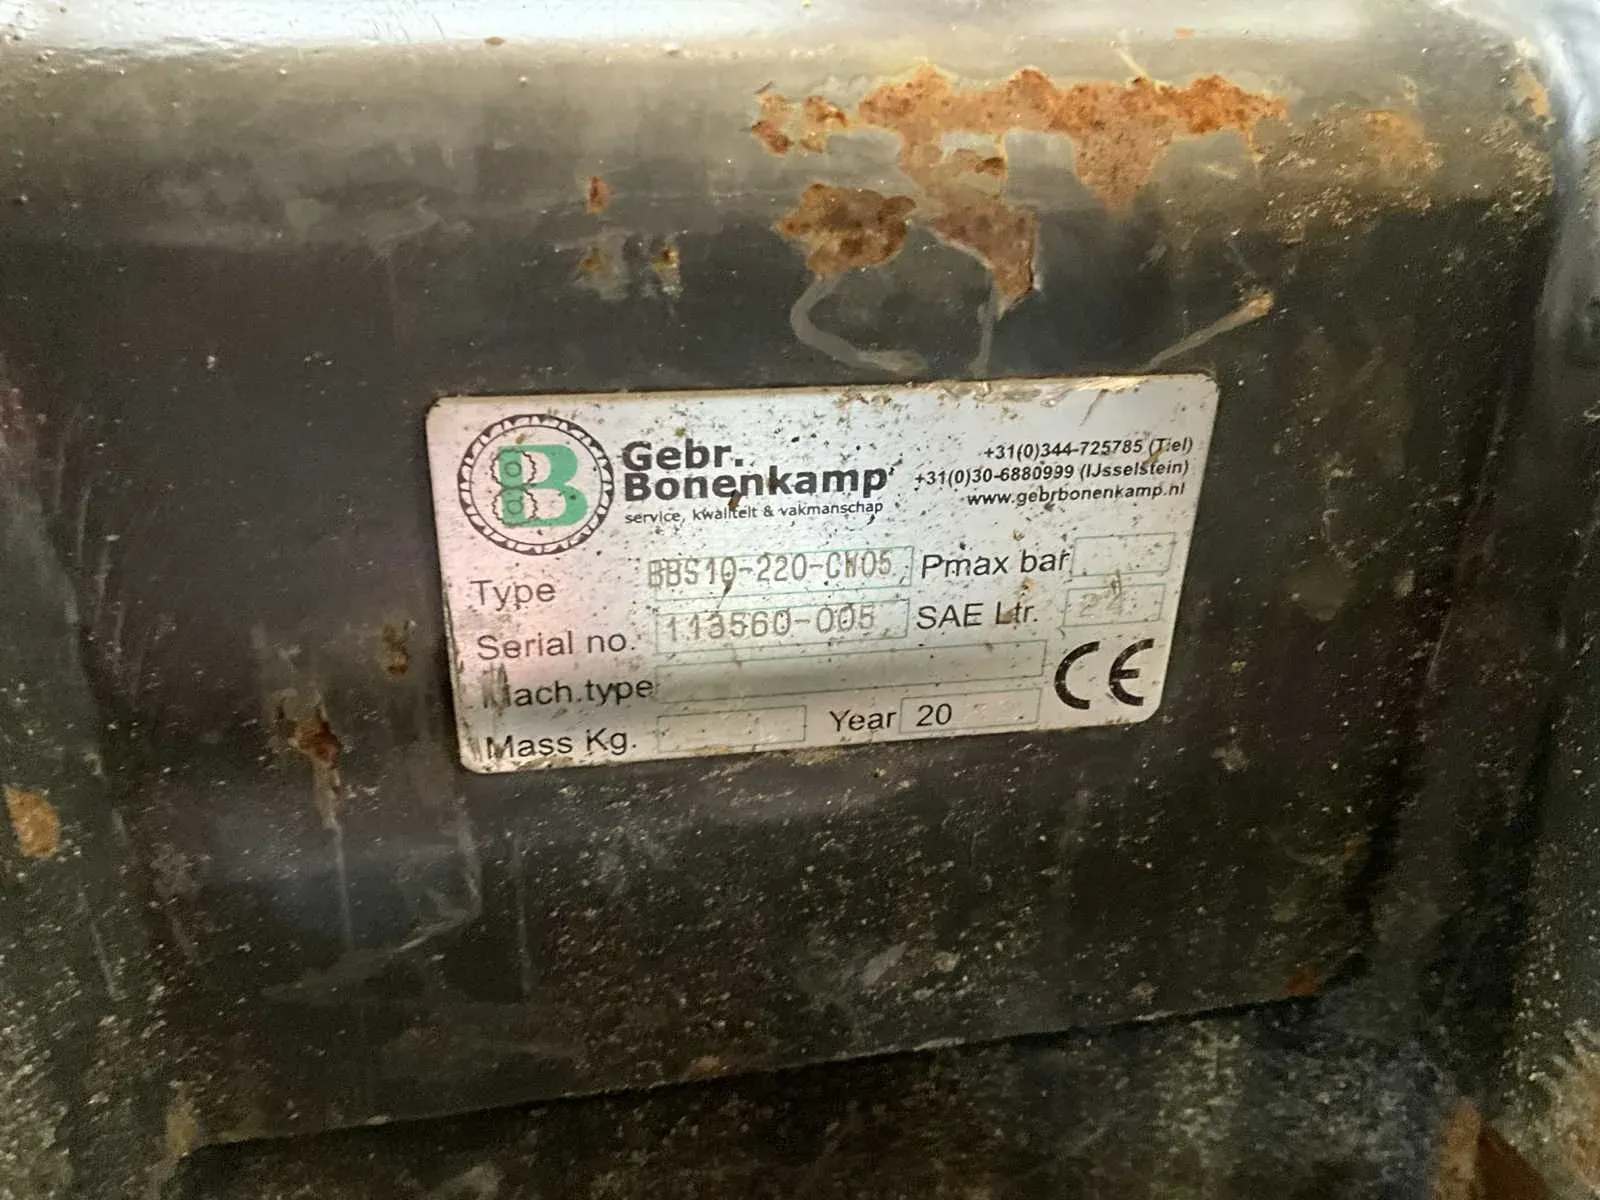 B
Gebr.
Bonenkamp
service, kwaliteit & vakmanschap
+31(0)344-725785 (Tiel)
+31(0)30-6880999 (IJsselstein)
www.gebrbonenkamp.nl
Type BBS10-220-CW05 Pmax bar
Serial no. 113560-005 SAE Ltr.
Mach.type
Mass Kg. Year 20
CE